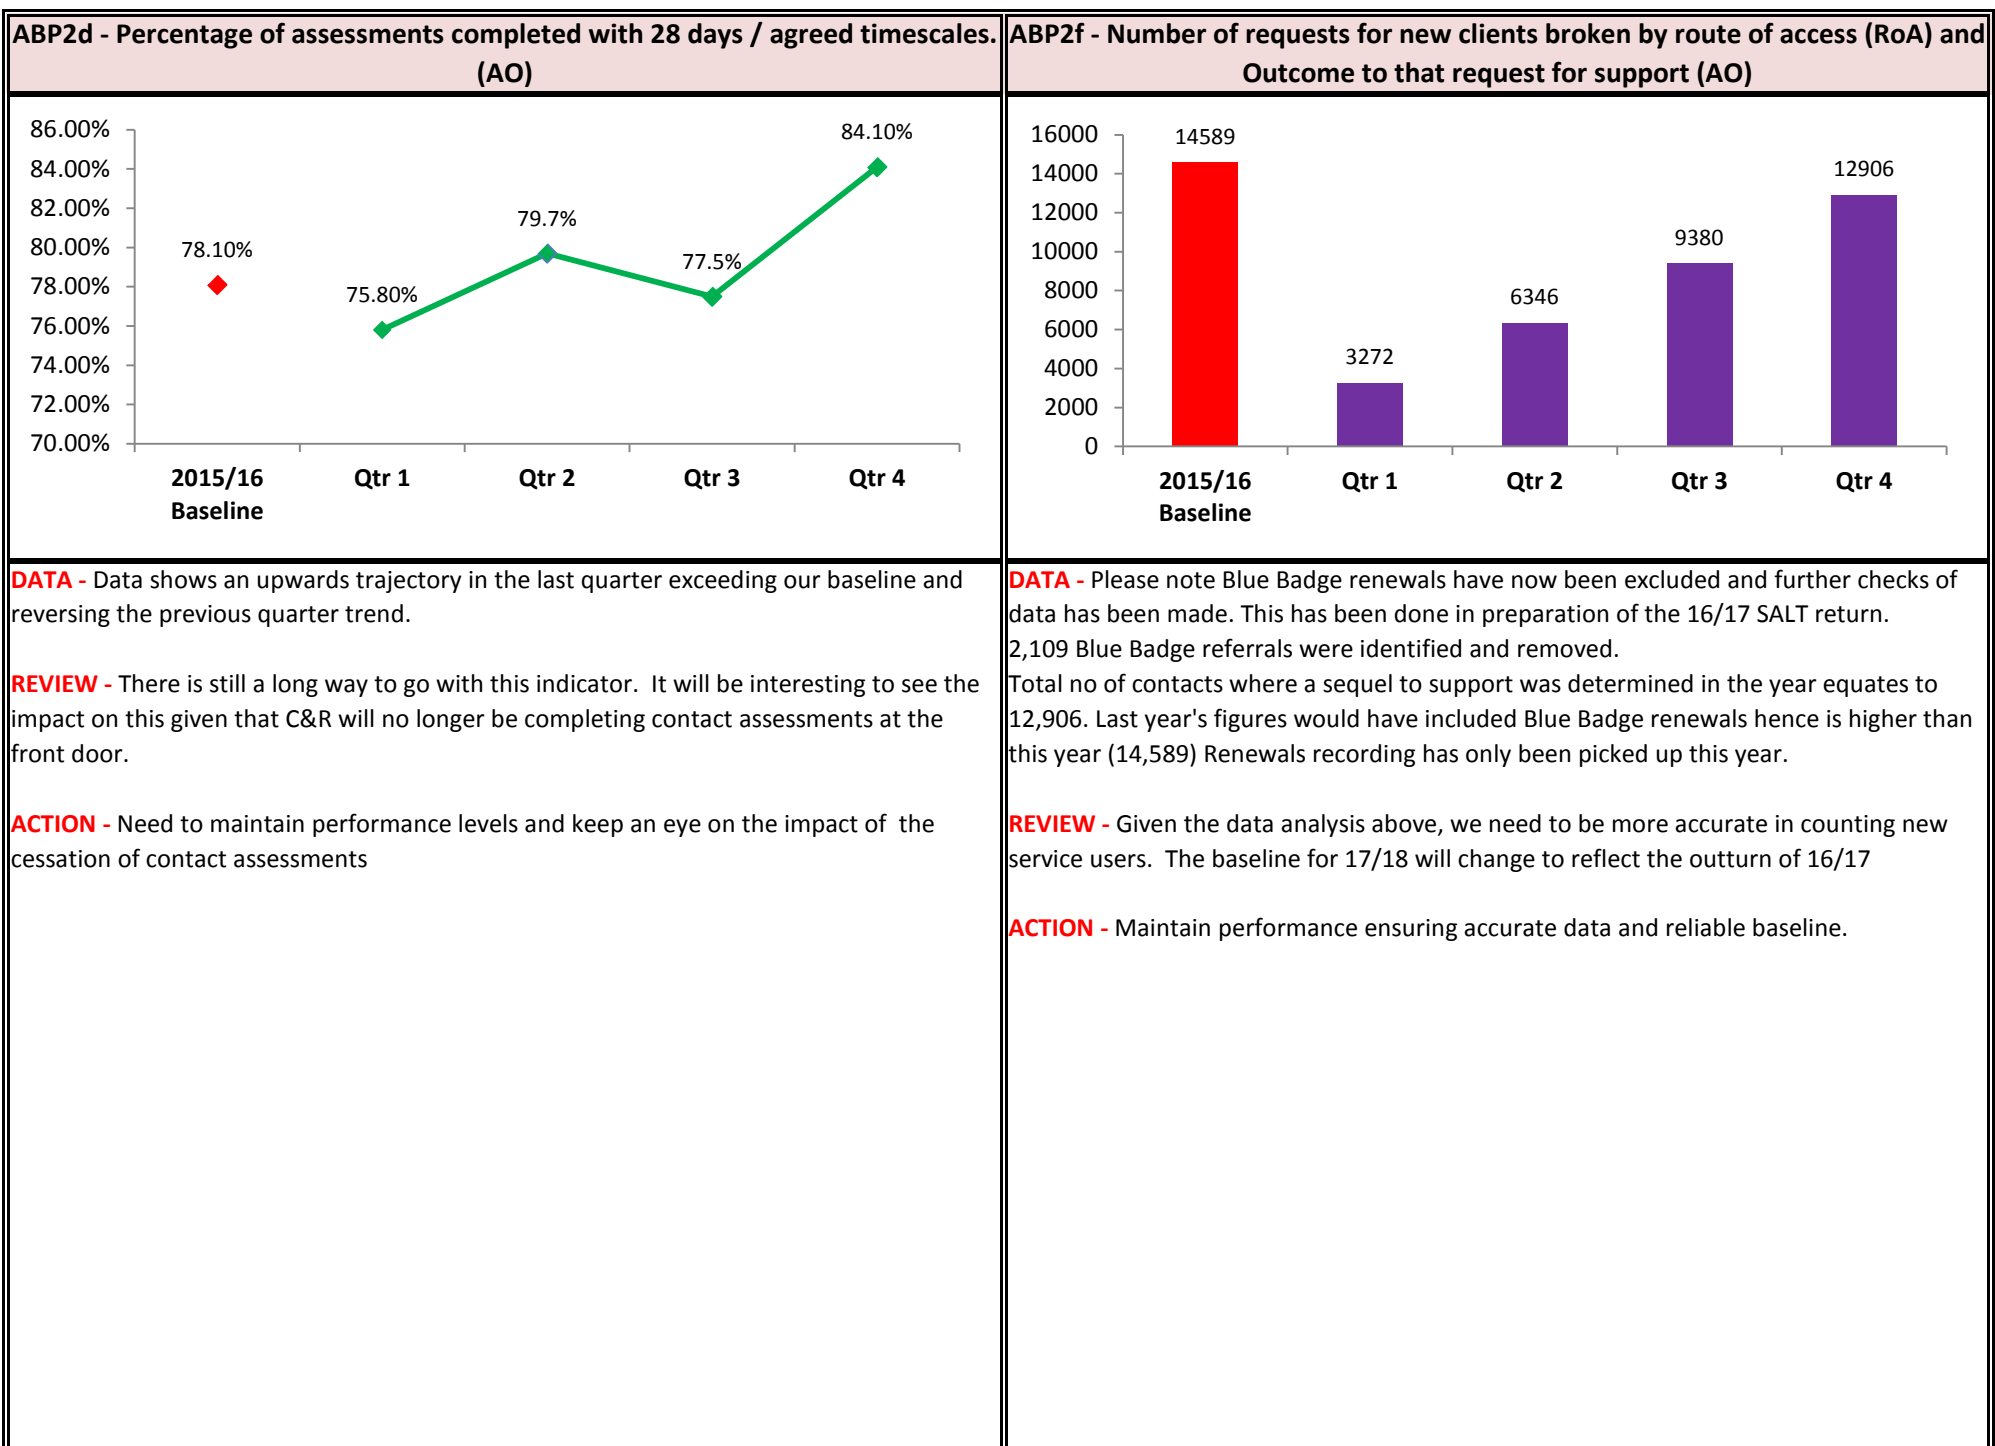 ABP2d - Percentage of assessments completed with 28 days / agreed timescales.
(AO)
86.00%
84.00%
82.00%
80.00%
78.00%
76.00%
74.00%
72.00%
70.00%
78.10%
75.80%
79.7%
77.5%
84.10%
2015/16
Baseline
Qtr 1
Qtr 2
Qtr 3
Qtr 4
DATA - Data shows an upwards trajectory in the last quarter exceeding our baseline and
reversing the previous quarter trend.
REVIEW - There is still a long way to go with this indicator.  It will be interesting to see the
impact on this given that C&R will no longer be completing contact assessments at the
front door.
ACTION - Need to maintain performance levels and keep an eye on the impact of  the
cessation of contact assessments
ABP2f - Number of requests for new clients broken by route of access (RoA) and
Outcome to that request for support (AO)
16000
14000
12000
10000
8000
6000
4000
2000
0
14589
3272
6346
9380
12906
2015/16
Baseline
Qtr 1
Qtr 2
Qtr 3
Qtr 4
DATA - Please note Blue Badge renewals have now been excluded and further checks of
data has been made. This has been done in preparation of the 16/17 SALT return.
2,109 Blue Badge referrals were identified and removed.
Total no of contacts where a sequel to support was determined in the year equates to
12,906. Last year's figures would have included Blue Badge renewals hence is higher than
this year (14,589) Renewals recording has only been picked up this year.
REVIEW - Given the data analysis above, we need to be more accurate in counting new
service users.  The baseline for 17/18 will change to reflect the outturn of 16/17
ACTION - Maintain performance ensuring accurate data and reliable baseline.